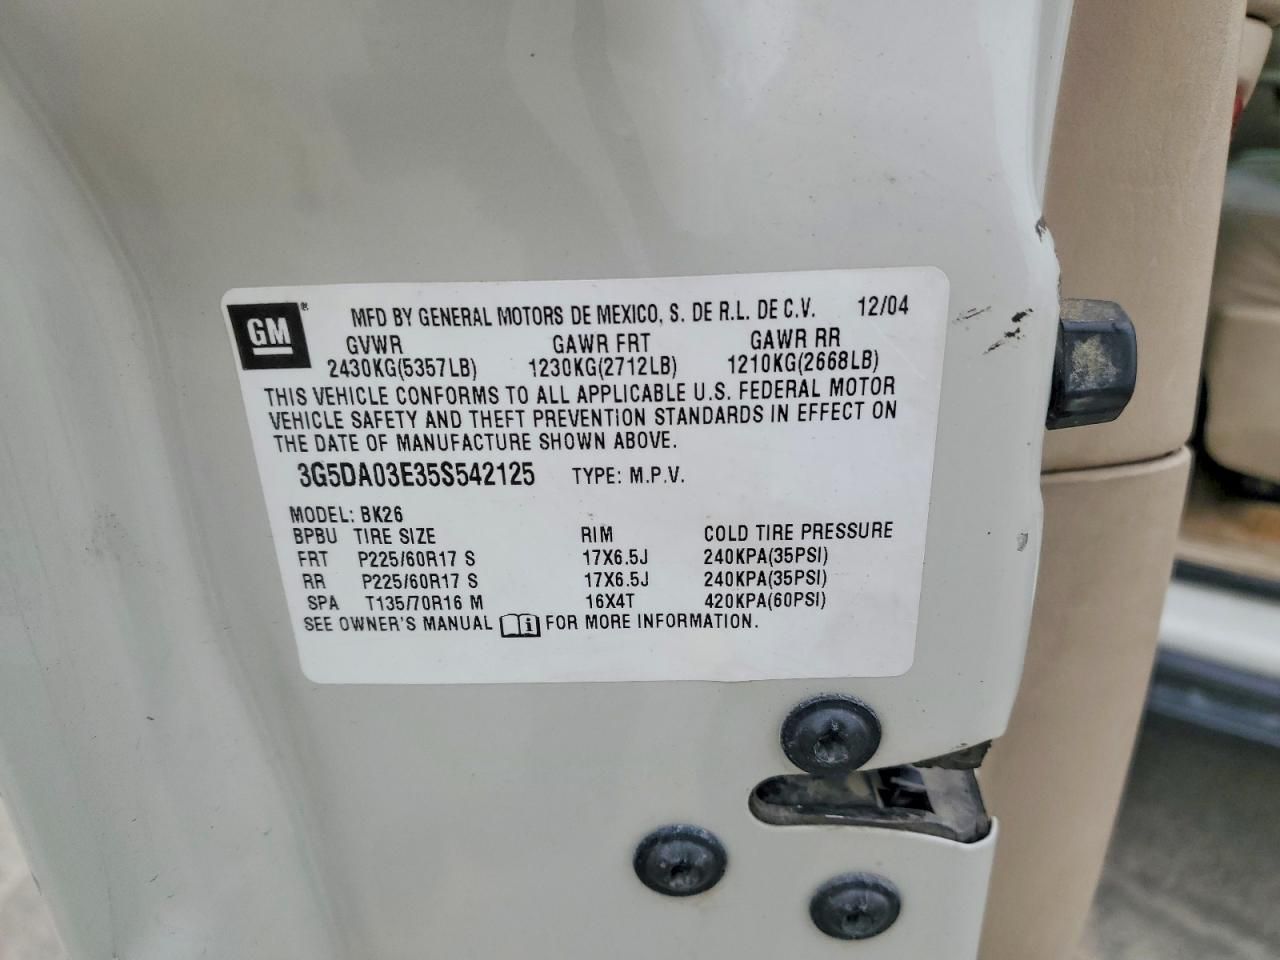 GM ® MFD BY GENERAL MOTORS DE MEXICO, S. DE R.L. DE C.V. 12/04
GVWR GAWR FRT GAWR RR
2430KG(5357LB) 1230KG(2712LB) 1210KG(2668LB)
THIS VEHICLE CONFORMS TO ALL APPLICABLE U.S. FEDERAL MOTOR
VEHICLE SAFETY AND THEFT PREVENTION STANDARDS IN EFFECT ON
THE DATE OF MANUFACTURE SHOWN ABOVE.
3G5DA03E35S542125 TYPE: M.P.V.
MODEL: BK26
BPBU TIRE SIZE RIM COLD TIRE PRESSURE
FRT P225/60R17 S 17X6.5J 240KPA(35PSI)
RR P225/60R17 S 17X6.5J 240KPA(35PSI)
SPA T135/70R16 M 16X4T 420KPA(60PSI)
SEE OWNER'S MANUAL i FOR MORE INFORMATION.